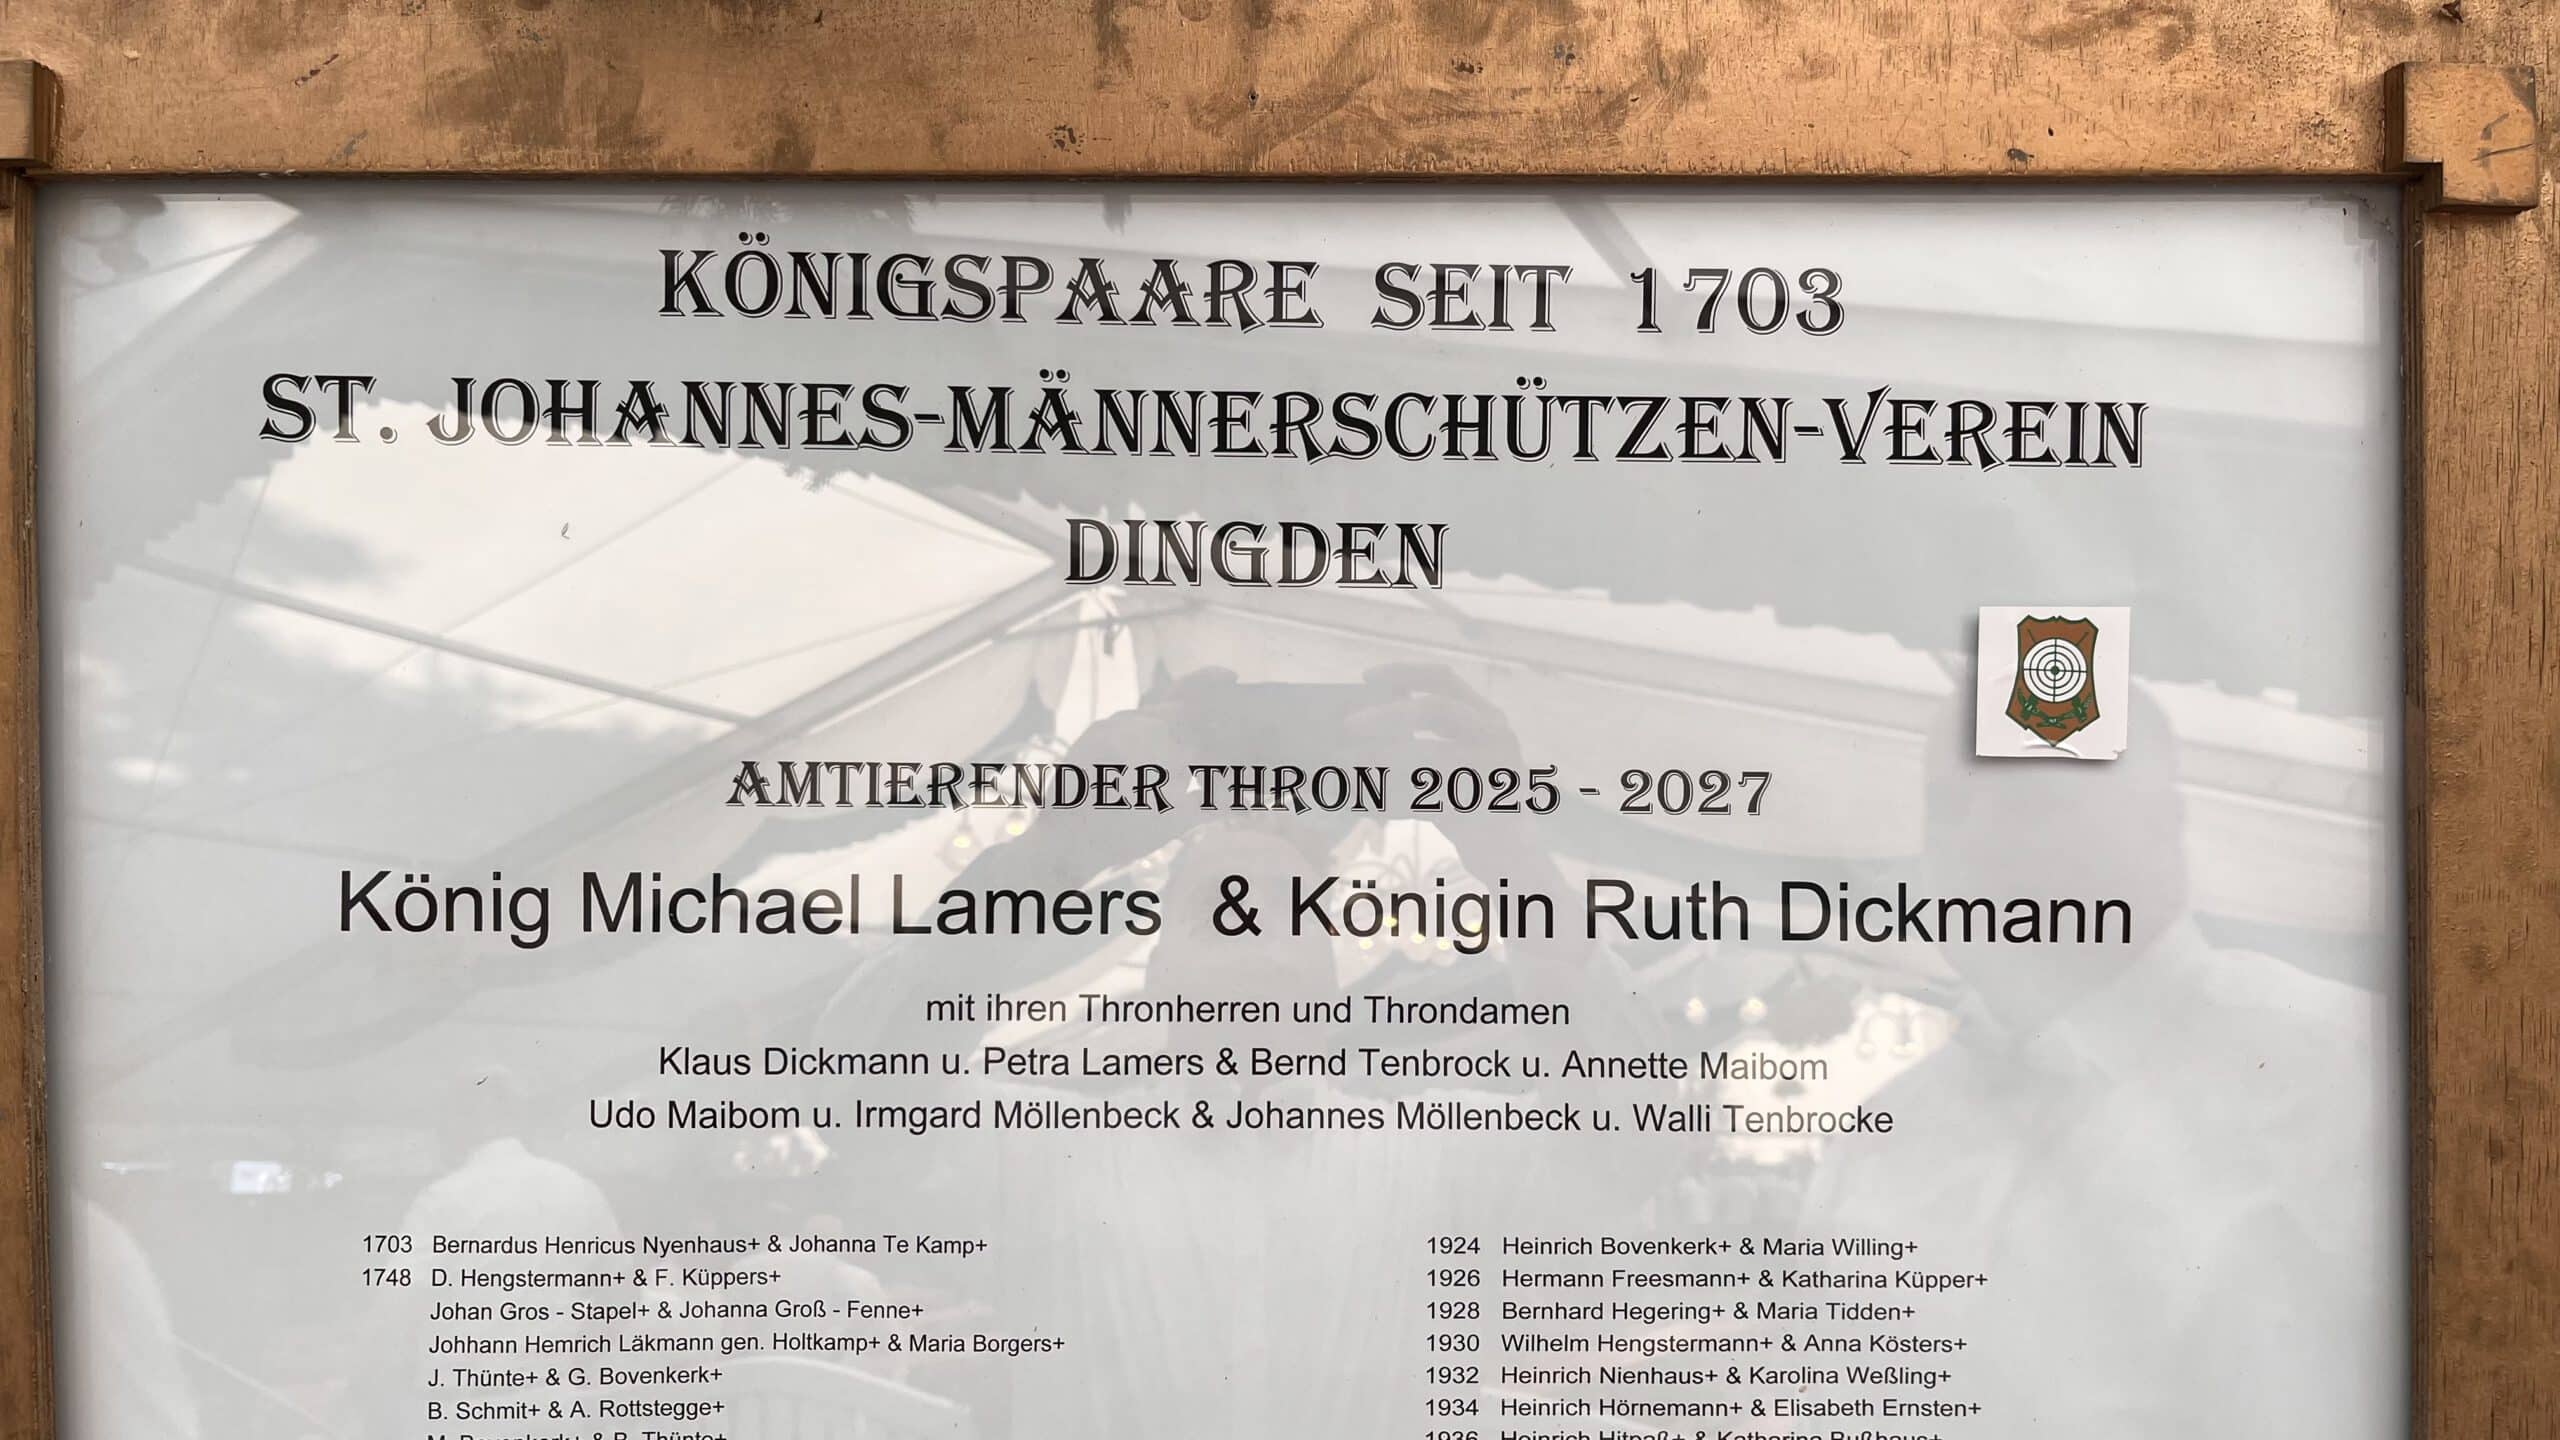 KÖNIGSPAARE SEIT 1703
ST. JOHANNES-MÄNNERSCHÜTZEN-VEREIN
DINGDEN
AMTIERENDER THRON 2025 - 2027
König Michael Lamers & Königin Ruth Dickmann
mit ihren Thronherren und Throndamen
Klaus Dickmann u. Petra Lamers & Bernd Tenbrock u. Annette Maibom
Udo Maibom u. Irmgard Möllenbeck & Johannes Möllenbeck u. Walli Tenbrocke
1703 Bernardus Henricus Nyenhaus+ & Johanna Te Kamp+
1748 D. Hengstermann+ & F. Küppers+
Johan Gros - Stapel+ & Johanna Groß - Fenne+
Johhann Hemrich Läkmann gen. Holtkamp+ & Maria Borgers+
J. Thünte+ & G. Bovenkerk+
B. Schmit+ & A. Rottstegge+
1924 Heinrich Bovenkerk+ & Maria Willing+
1926 Hermann Freesmann+ & Katharina Küpper+
1928 Bernhard Hegering+ & Maria Tidden+
1930 Wilhelm Hengstermann+ & Anna Kösters+
1932 Heinrich Nienhaus+ & Karolina Weßling+
1934 Heinrich Hörnemann+ & Elisabeth Ernsten+
1936 Heinrich Hitpaß+ & Katharina Bußhaus+